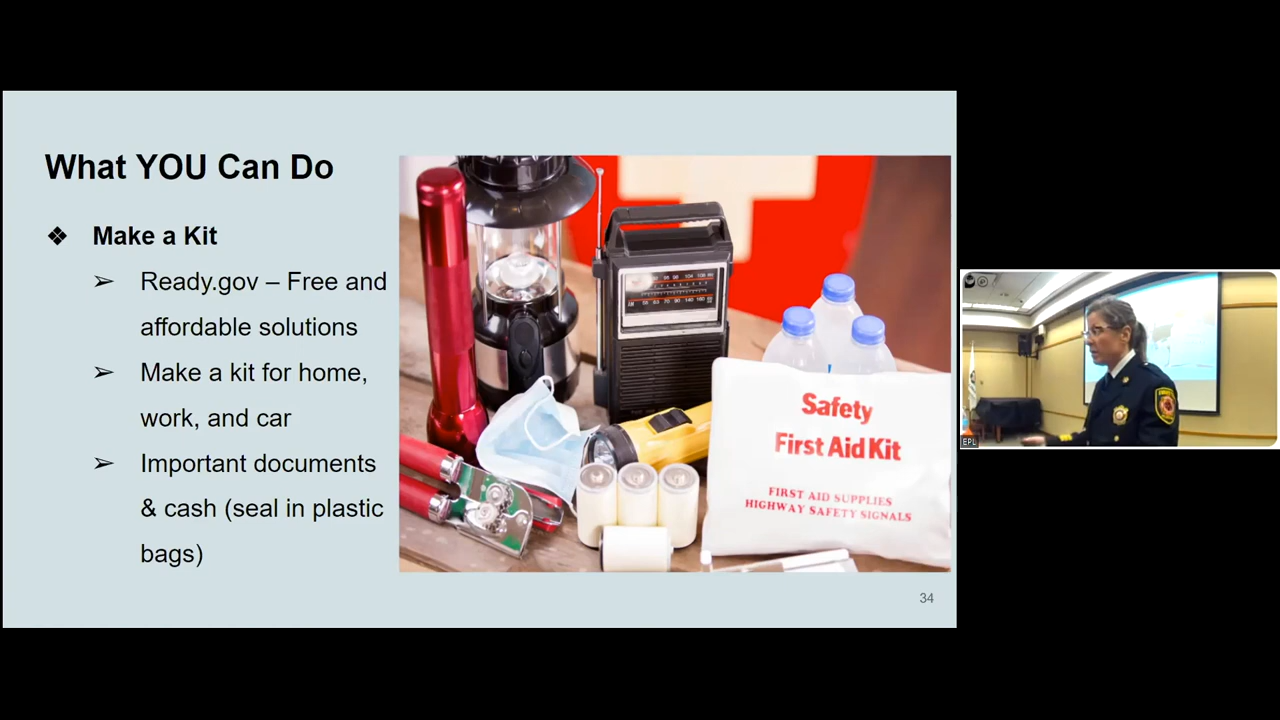 What YOU Can Do
❖ Make a Kit
➢ Ready.gov – Free and
affordable solutions
➢ Make a kit for home,
work, and car
➢ Important documents
& cash (seal in plastic
bags)
Safety
First Aid Kit
FIRST AID SUPPLIES
HIGHWAY SAFETY SIGNALS
34
EPL